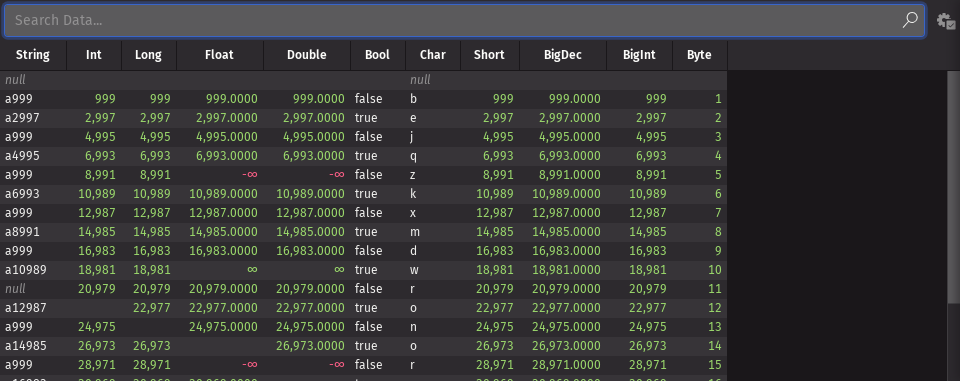 Search Data...
String Int Long Float Double Bool Char Short BigDec BigInt Byte
null null
a999 999 999 999.0000 999.0000 false b 999 999.0000 999 1
a2997 2,997 2,997 2,997.0000 2,997.0000 true e 2,997 2,997.0000 2,997 2
a999 4,995 4,995 4,995.0000 4,995.0000 false j 4,995 4,995.0000 4,995 3
a4995 6,993 6,993 6,993.0000 6,993.0000 true q 6,993 6,993.0000 6,993 4
a999 8,991 8,991 -∞ -∞ false z 8,991 8,991.0000 8,991 5
a6993 10,989 10,989 10,989.0000 10,989.0000 true k 10,989 10,989.0000 10,989 6
a999 12,987 12,987 12,987.0000 12,987.0000 false x 12,987 12,987.0000 12,987 7
a8991 14,985 14,985 14,985.0000 14,985.0000 true m 14,985 14,985.0000 14,985 8
a999 16,983 16,983 16,983.0000 16,983.0000 false d 16,983 16,983.0000 16,983 9
a10989 18,981 18,981 ∞ ∞ true w 18,981 18,981.0000 18,981 10
null 20,979 20,979 20,979.0000 20,979.0000 false r 20,979 20,979.0000 20,979 11
a12987 22,977 22,977.0000 22,977.0000 true o 22,977 22,977.0000 22,977 12
a999 24,975 24,975.0000 24,975.0000 false n 24,975 24,975.0000 24,975 13
a14985 26,973 26,973 26,973.0000 true o 26,973 26,973.0000 26,973 14
a999 28,971 28,971 -∞ -∞ false r 28,971 28,971.0000 28,971 15